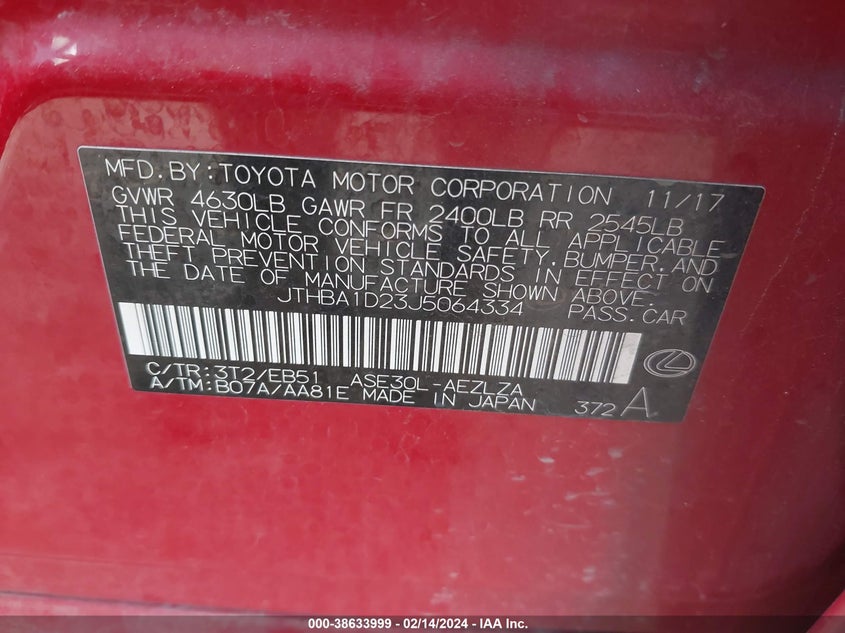 MFD. BY: TOYOTA MOTOR CORPORATION 11/17
GVWR 4630LB GAWR FR 2400LB RR 2545LB
THIS VEHICLE CONFORMS TO ALL APPLICABLE
FEDERAL MOTOR VEHICLE SAFETY, BUMPER, AND
THEFT PREVENTION STANDARDS IN EFFECT ON
THE DATE OF MANUFACTURE SHOWN ABOVE.
JTHBA1D23J5064334 PASS. CAR
C/TR: 3T2/EB51 ASE30L-AEZLZA
A/TM: B07A/AA81E MADE IN JAPAN 372 A
000-38633999 - 02/14/2024 - IAA Inc.